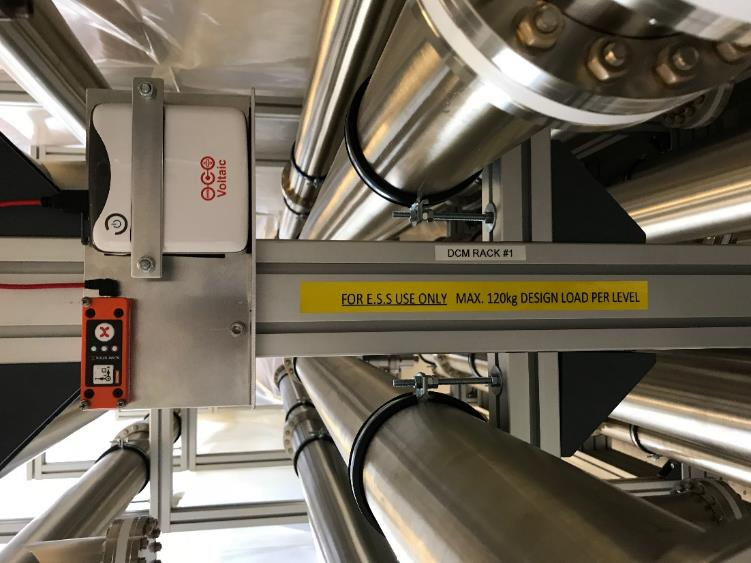 Voltaic
DCM RACK #1
FOR E.S.S USE ONLY MAX. 120kg DESIGN LOAD PER LEVEL